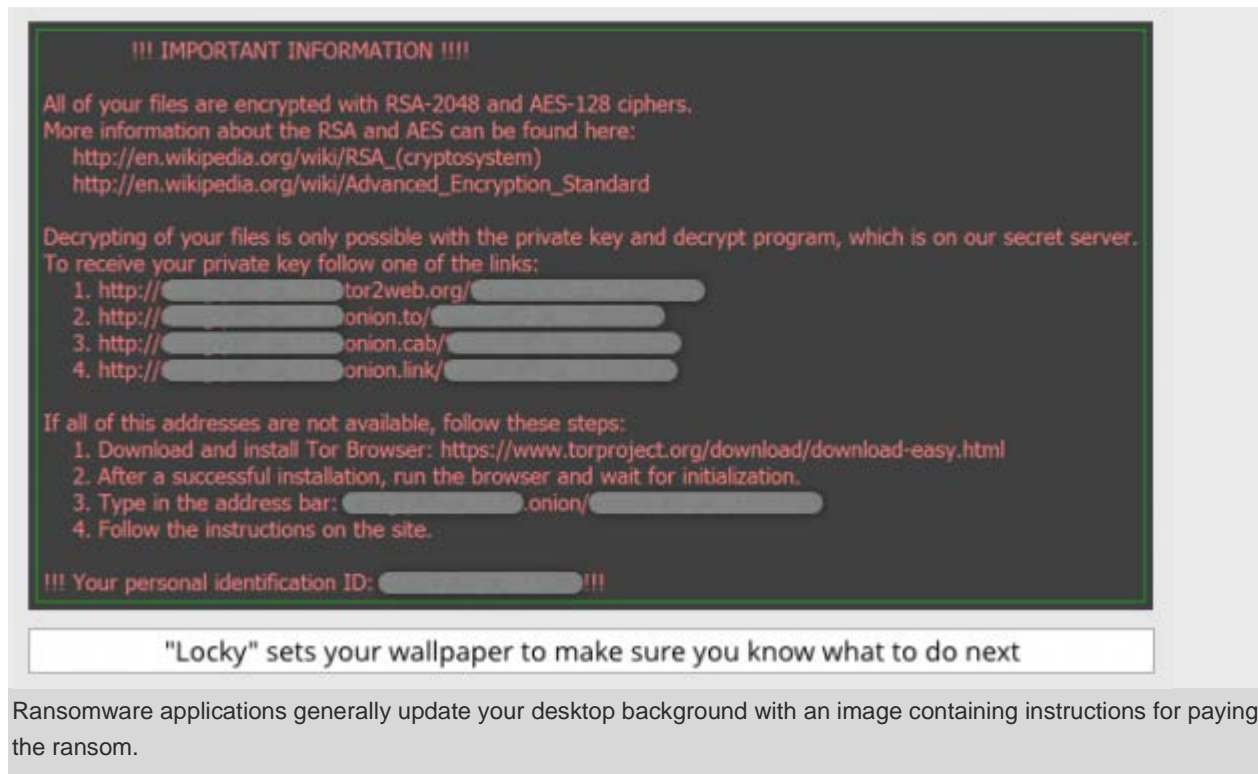 !!! IMPORTANT INFORMATION !!!!
All of your files are encrypted with RSA-2048 and AES-128 ciphers.
More information about the RSA and AES can be found here:
http://en.wikipedia.org/wiki/RSA_(cryptosystem)
http://en.wikipedia.org/wiki/Advanced_Encryption_Standard
Decrypting of your files is only possible with the private key and decrypt program, which is on our secret server.
To receive your private key follow one of the links:
1. http:// tor2web.org/
2. http:// onion.to/
3. http:// onion.cab/
4. http:// onion.link/
If all of this addresses are not available, follow these steps:
1. Download and install Tor Browser: https://www.torproject.org/download/download-easy.html
2. After a successful installation, run the browser and wait for initialization.
3. Type in the address bar: .onion/
4. Follow the instructions on the site.
!!! Your personal identification ID: !!!
"Locky" sets your wallpaper to make sure you know what to do next
Ransomware applications generally update your desktop background with an image containing instructions for paying
the ransom.